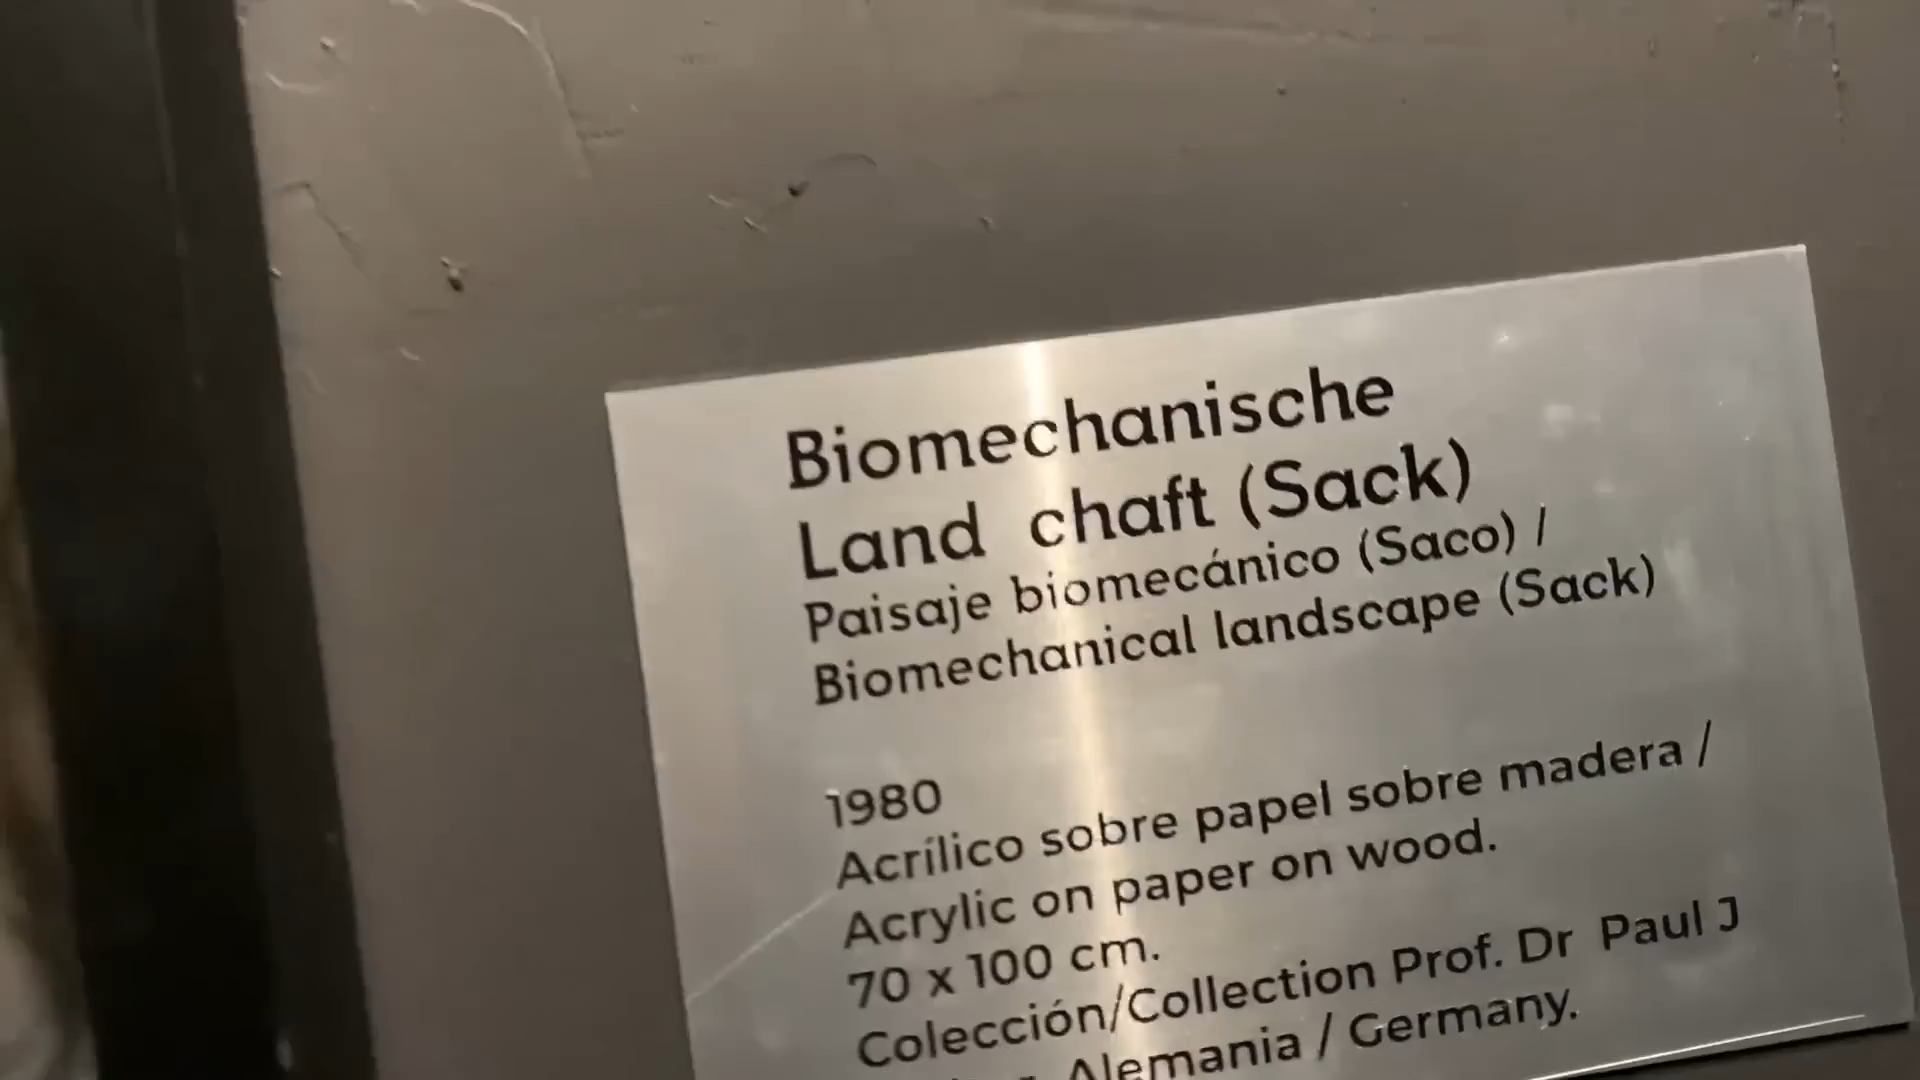 Biomechanische
Land chaft (Sack)
Paisaje biomecánico (Saco) /
Biomechanical landscape (Sack)
1980
Acrílico sobre papel sobre madera /
Acrylic on paper on wood.
70 x 100 cm.
Colección/Collection Prof. Dr Paul J
Alemania / Germany.